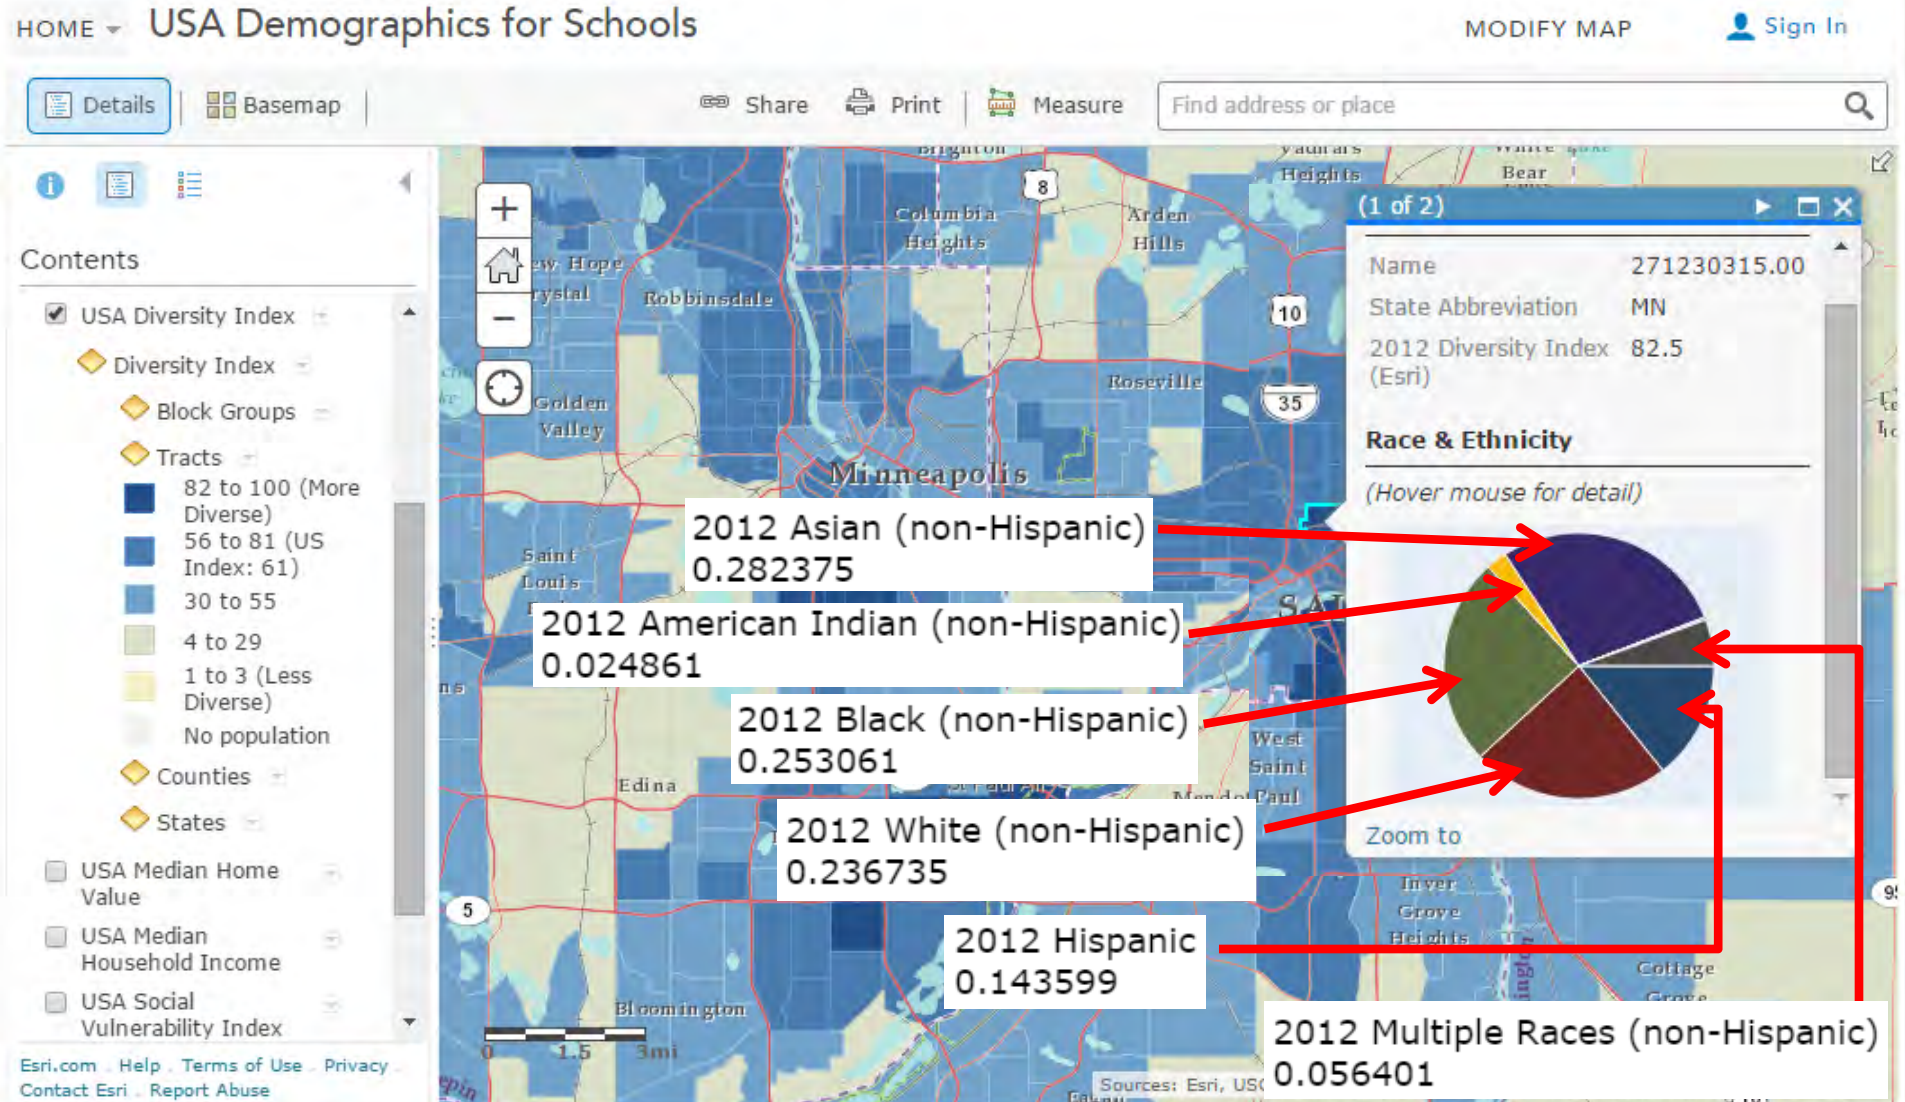 HOME USA Demographics for Schools MODIFY MAP Sign In
Details Basemap Share Print Measure Find address or place
Contents
USA Diversity Index
Diversity Index
Block Groups
Tracts
82 to 100 (More
Diverse)
56 to 81 (US
Index: 61)
30 to 55
4 to 29
1 to 3 (Less
Diverse)
No population
Counties
States
USA Median Home
Value
USA Median
Household Income
USA Social
Vulnerability Index
Esri.com . Help . Terms of Use . Privacy .
Contact Esri . Report Abuse
Brighton
Heights
Bear
8
Columbia
Heights
Arden
Hills
Robbinsdale
10
Roseville
35
Golden
Valley
Minneapolis
Saint
Louis
West
Saint
Paul
Edina
5
Inver
Grove
Heights
Cottage
Grove
Bloomington
0 1.5 3mi
Sources: Esri,
(1 of 2)
Name 271230315.00
State Abbreviation MN
2012 Diversity Index 82.5
(Esri)
Race & Ethnicity
(Hover mouse for detail)
Zoom to
2012 Asian (non-Hispanic)
0.282375
2012 American Indian (non-Hispanic)
0.024861
2012 Black (non-Hispanic)
0.253061
2012 White (non-Hispanic)
0.236735
2012 Hispanic
0.143599
2012 Multiple Races (non-Hispanic)
0.056401